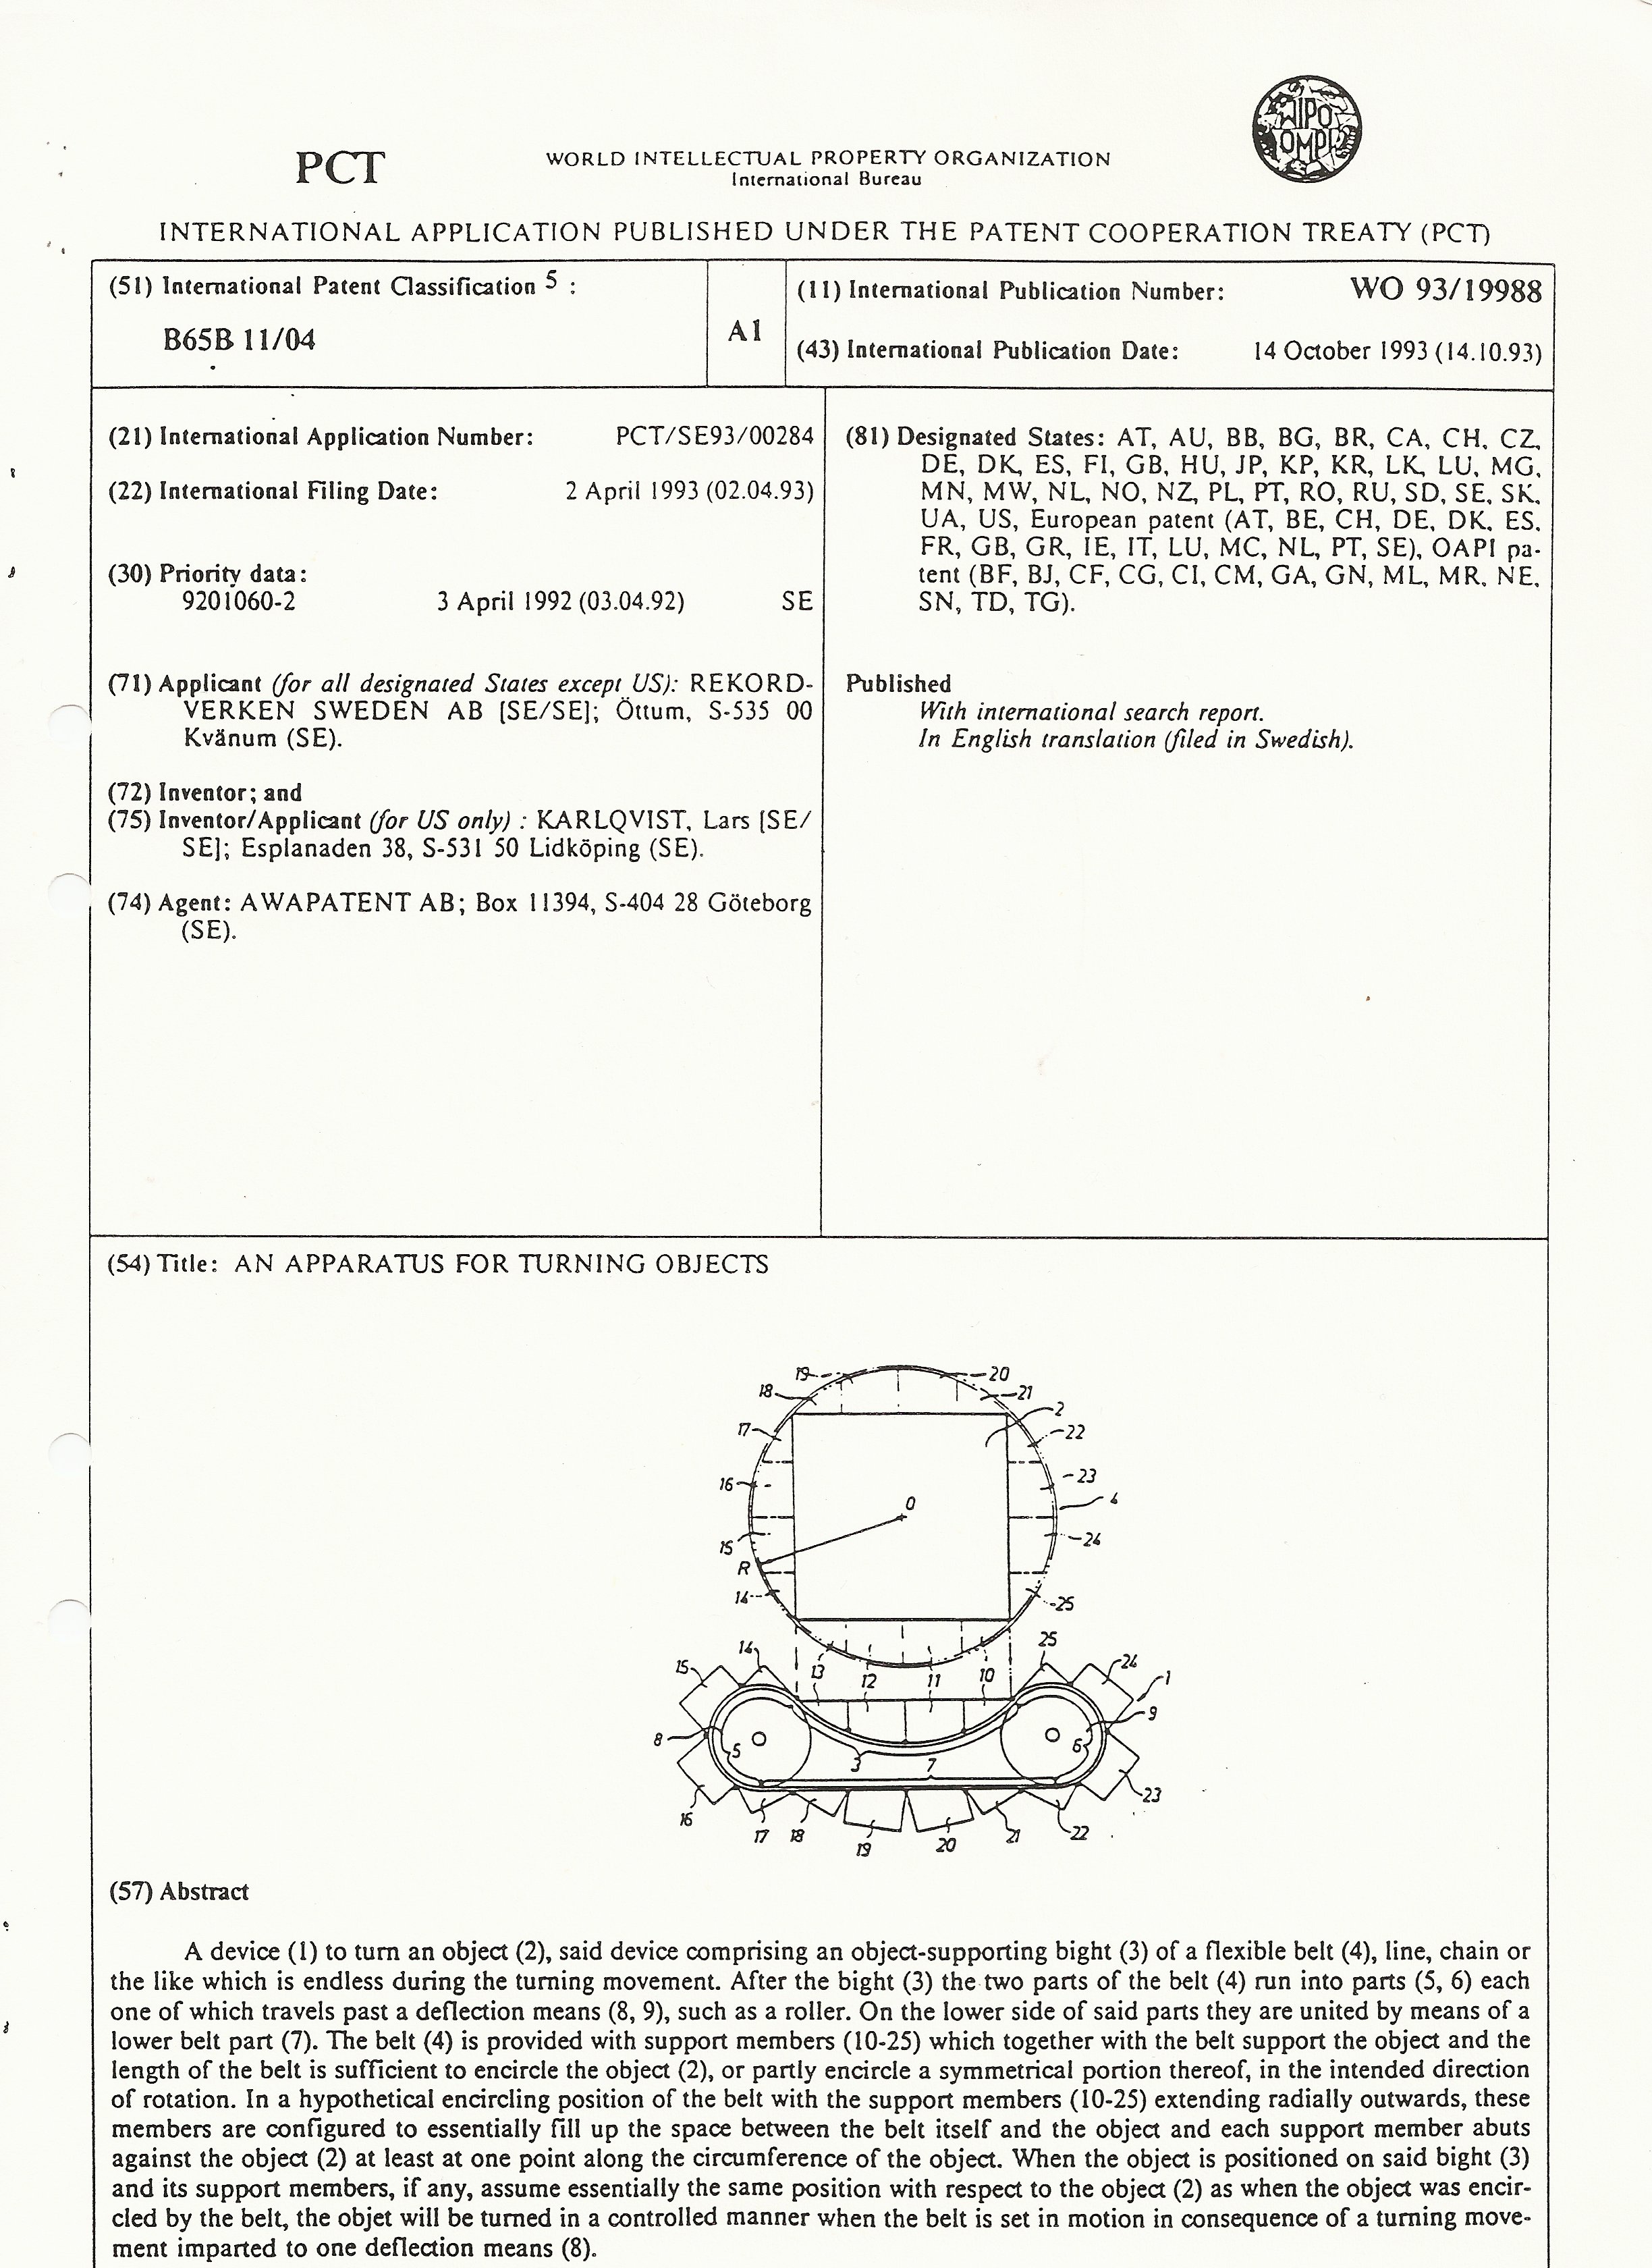 WIPO
OMPI
PCT
WORLD INTELLECTUAL PROPERTY ORGANIZATION
International Bureau
INTERNATIONAL APPLICATION PUBLISHED UNDER THE PATENT COOPERATION TREATY (PCT)
(51) International Patent Classification 5 :
B65B 11/04
A1
(11) International Publication Number: WO 93/19988
(43) International Publication Date: 14 October 1993 (14.10.93)
(21) International Application Number: PCT/SE93/00284
(22) International Filing Date: 2 April 1993 (02.04.93)
(30) Priority data:
9201060-2 3 April 1992 (03.04.92) SE
(71) Applicant (for all designated States except US): REKORD-
VERKEN SWEDEN AB [SE/SE]; Öttum, S-535 00
Kvänum (SE).
(72) Inventor; and
(75) Inventor/Applicant (for US only) : KARLQVIST, Lars [SE/
SE]; Esplanaden 38, S-531 50 Lidköping (SE).
(74) Agent: AWAPATENT AB; Box 11394, S-404 28 Göteborg
(SE).
(81) Designated States: AT, AU, BB, BG, BR, CA, CH, CZ,
DE, DK, ES, FI, GB, HU, JP, KP, KR, LK, LU, MG,
MN, MW, NL, NO, NZ, PL, PT, RO, RU, SD, SE, SK,
UA, US, European patent (AT, BE, CH, DE, DK, ES,
FR, GB, GR, IE, IT, LU, MC, NL, PT, SE), OAPI pa-
tent (BF, BJ, CF, CG, CI, CM, GA, GN, ML, MR, NE,
SN, TD, TG).
Published
With international search report.
In English translation (filed in Swedish).
(54) Title: AN APPARATUS FOR TURNING OBJECTS
19 20
18 21
2
17 22
16 23
O 4
15 24
R
14 25
14 25
15 13 12 11 10 24
1
8 5 3 7 6 9
16 23
17 18 19 20 21 22
(57) Abstract
A device (1) to turn an object (2), said device comprising an object-supporting bight (3) of a flexible belt (4), line, chain or
the like which is endless during the turning movement. After the bight (3) the two parts of the belt (4) run into parts (5, 6) each
one of which travels past a deflection means (8, 9), such as a roller. On the lower side of said parts they are united by means of a
lower belt part (7). The belt (4) is provided with support members (10-25) which together with the belt support the object and the
length of the belt is sufficient to encircle the object (2), or partly encircle a symmetrical portion thereof, in the intended direction
of rotation. In a hypothetical encircling position of the belt with the support members (10-25) extending radially outwards, these
members are configured to essentially fill up the space between the belt itself and the object and each support member abuts
against the object (2) at least at one point along the circumference of the object. When the object is positioned on said bight (3)
and its support members, if any, assume essentially the same position with respect to the object (2) as when the object was encir-
cled by the belt, the objet will be turned in a controlled manner when the belt is set in motion in consequence of a turning move-
ment imparted to one deflection means (8).